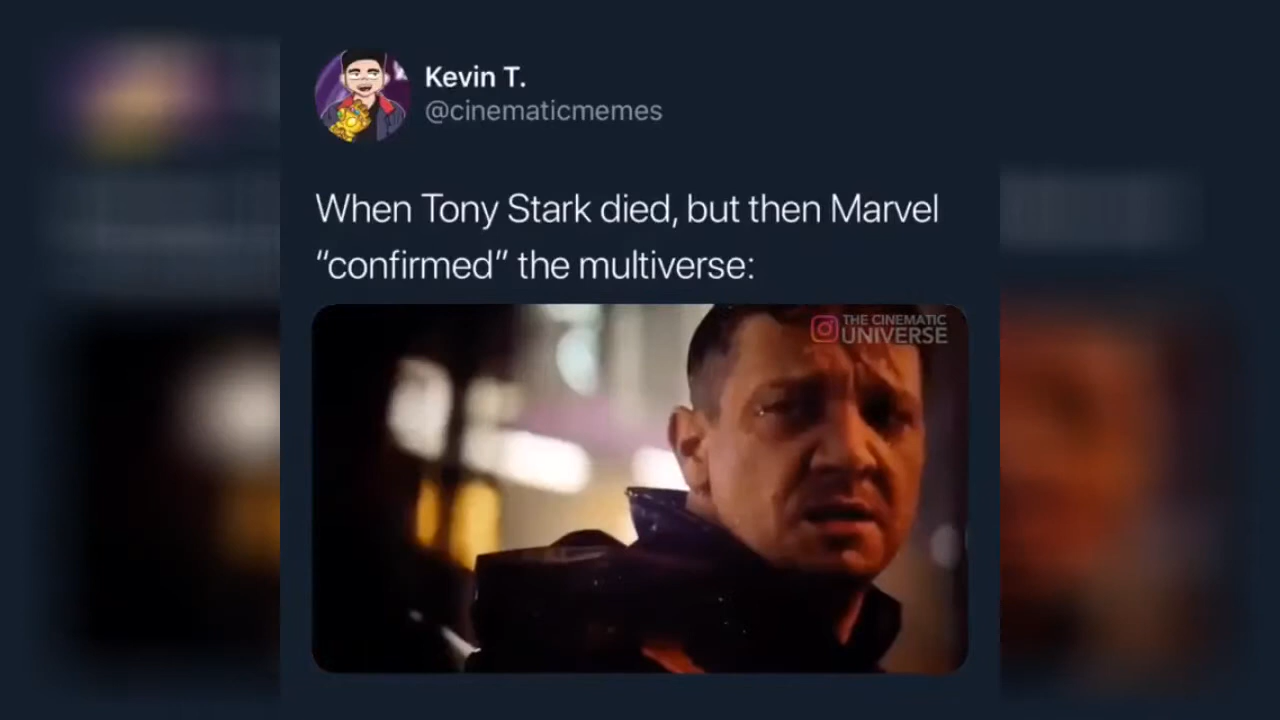 Kevin T.
@cinematicmemes
When Tony Stark died, but then Marvel
“confirmed” the multiverse:
THE CINEMATIC
UNIVERSE